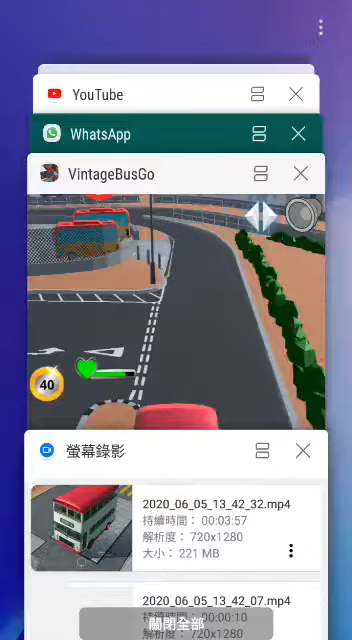 YouTube
WhatsApp
VintageBusGo
40
螢幕錄影
2020_06_05_13_42_32.mp4
持續時間： 00:03:57
解析度： 720x1280
大小： 221 MB
2020_06_05_13_42_07.mp4
持續時間： 00:00:10
解析度： 720x1280
關閉全部